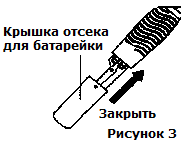 Крышка отсека
для батарейки
Закрыть
Рисунок 3